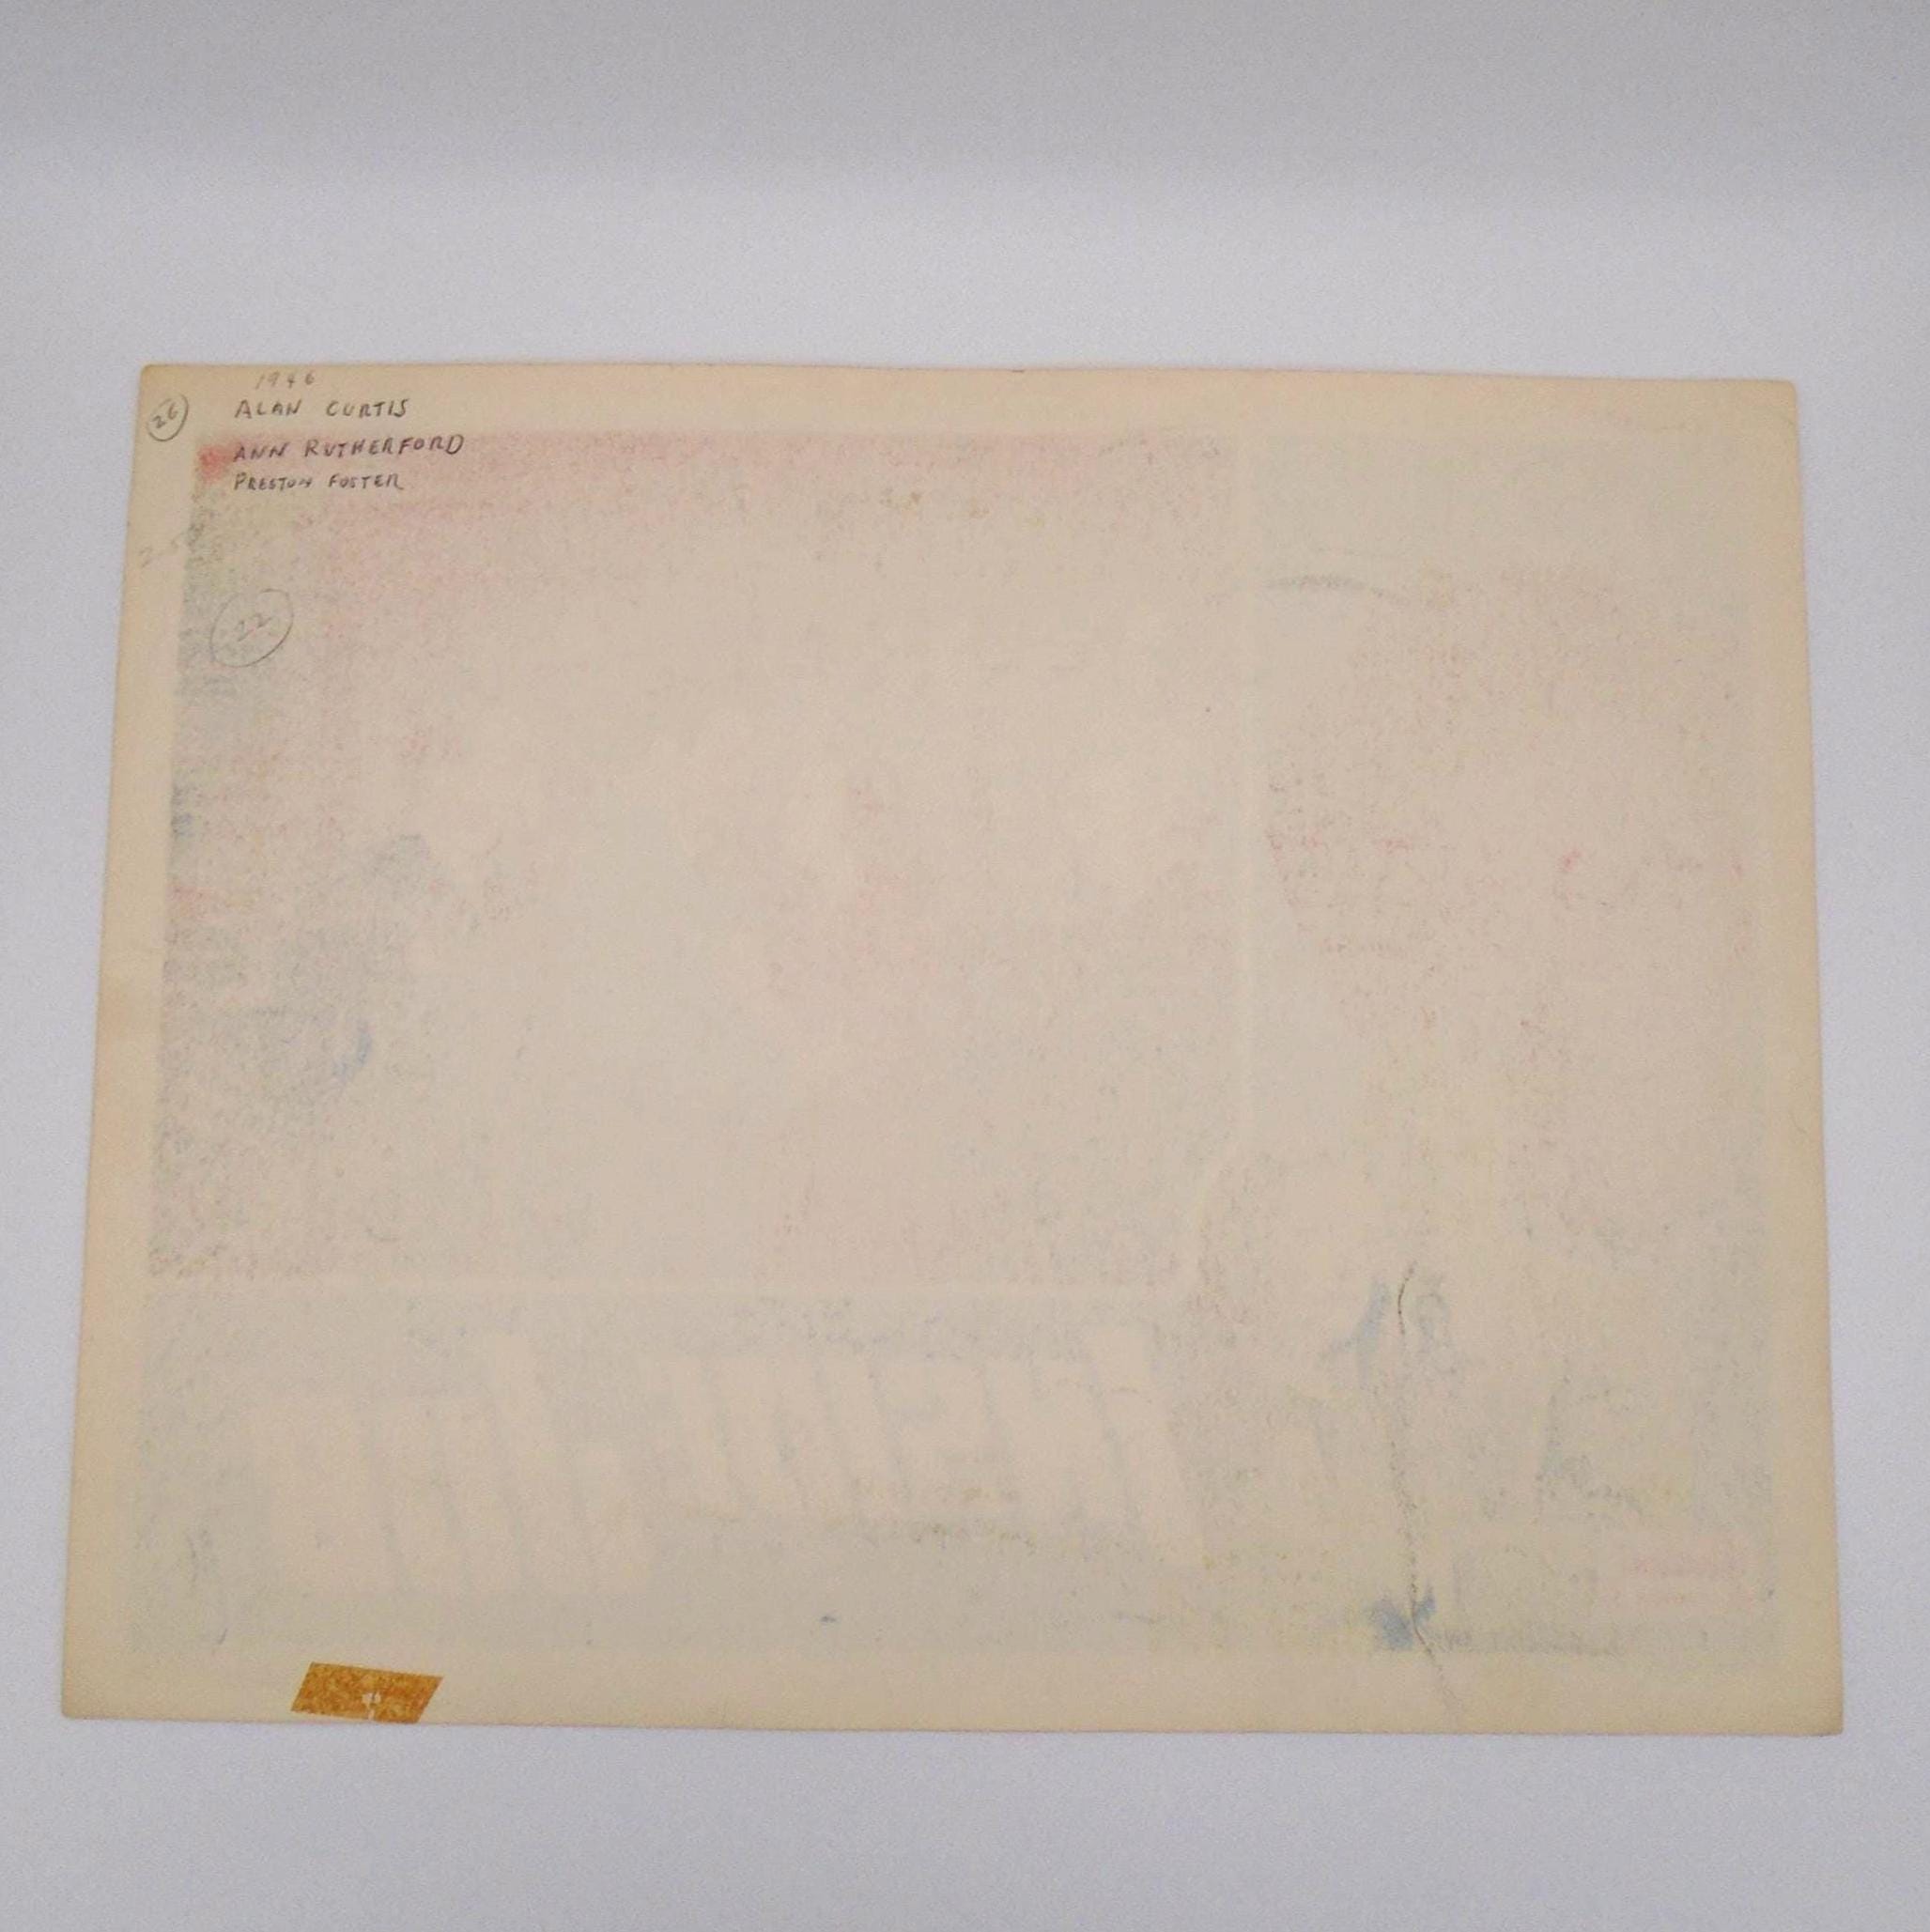 1946
26
ALAN CURTIS
ANN RUTHERFORD
PRESTON FOSTER
22